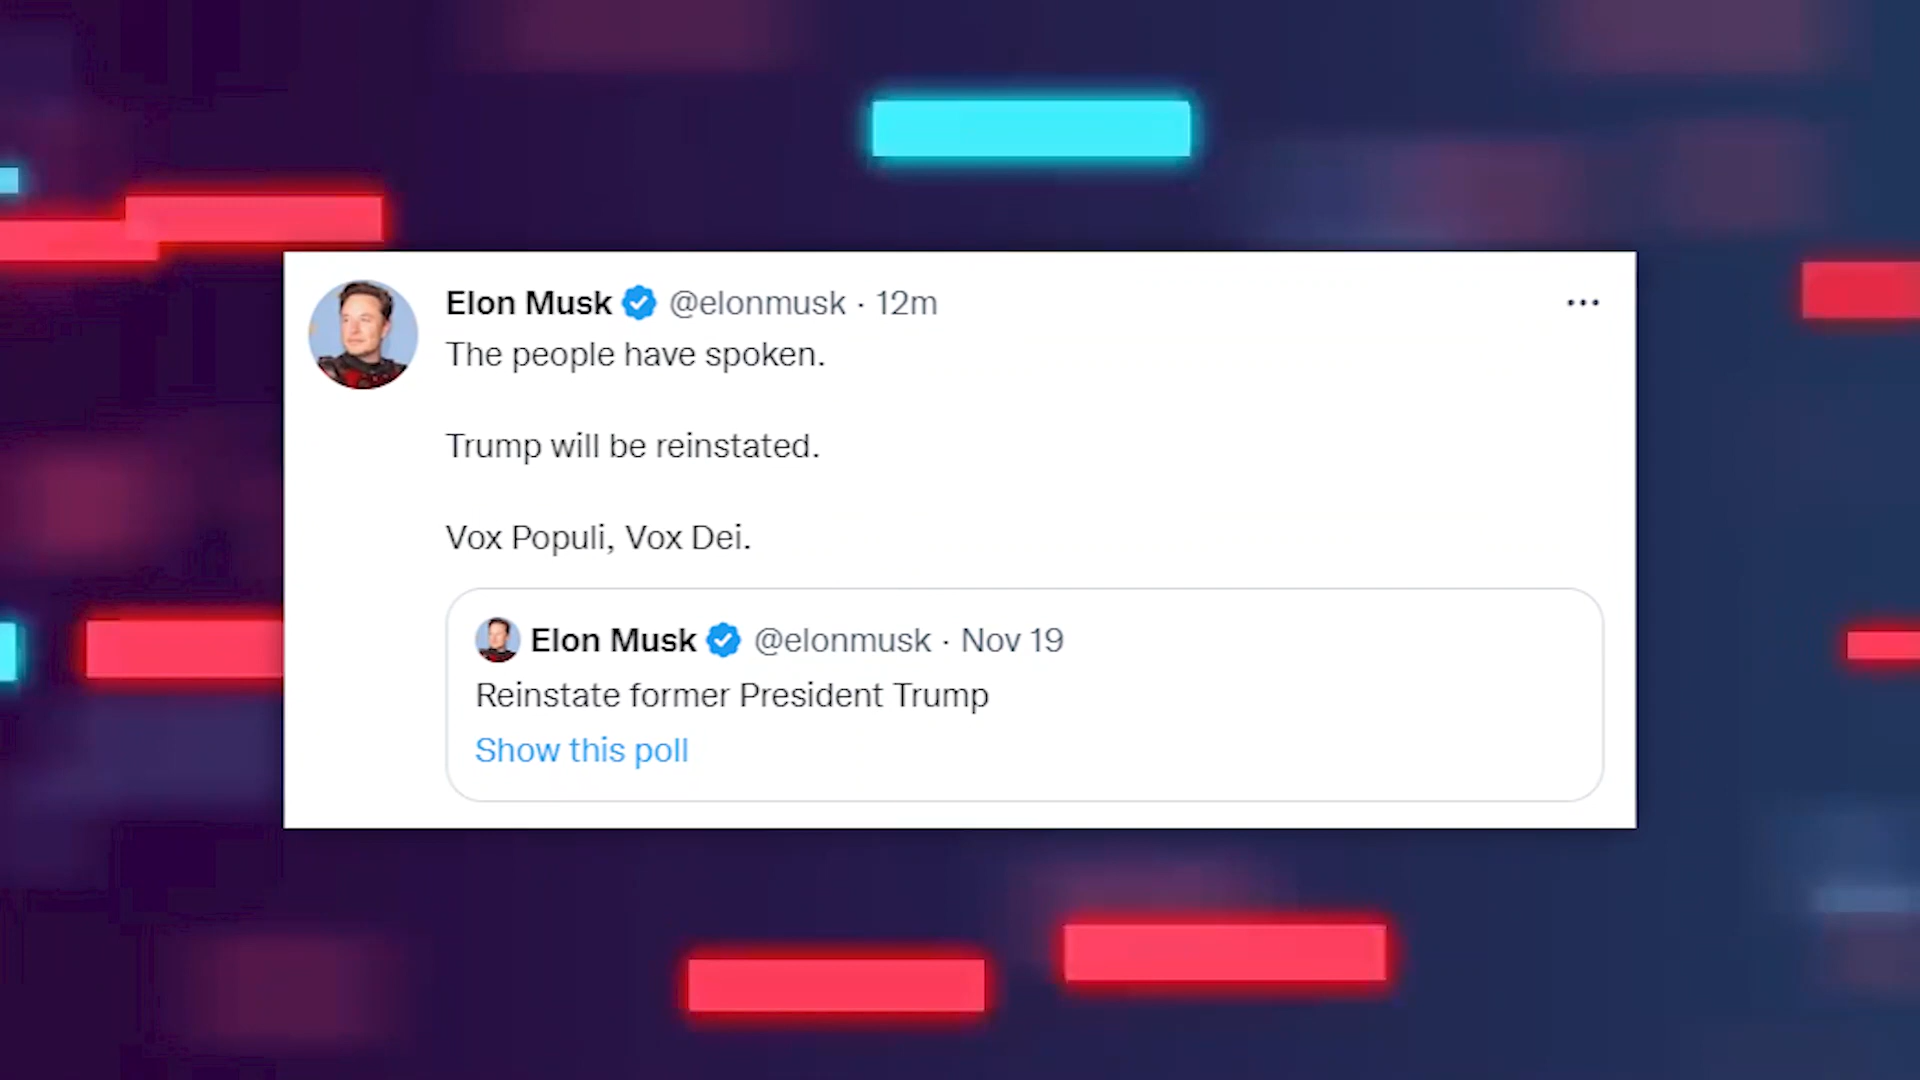 Elon Musk @elonmusk · 12m
The people have spoken.
Trump will be reinstated.
Vox Populi, Vox Dei.
Elon Musk @elonmusk · Nov 19
Reinstate former President Trump
Show this poll